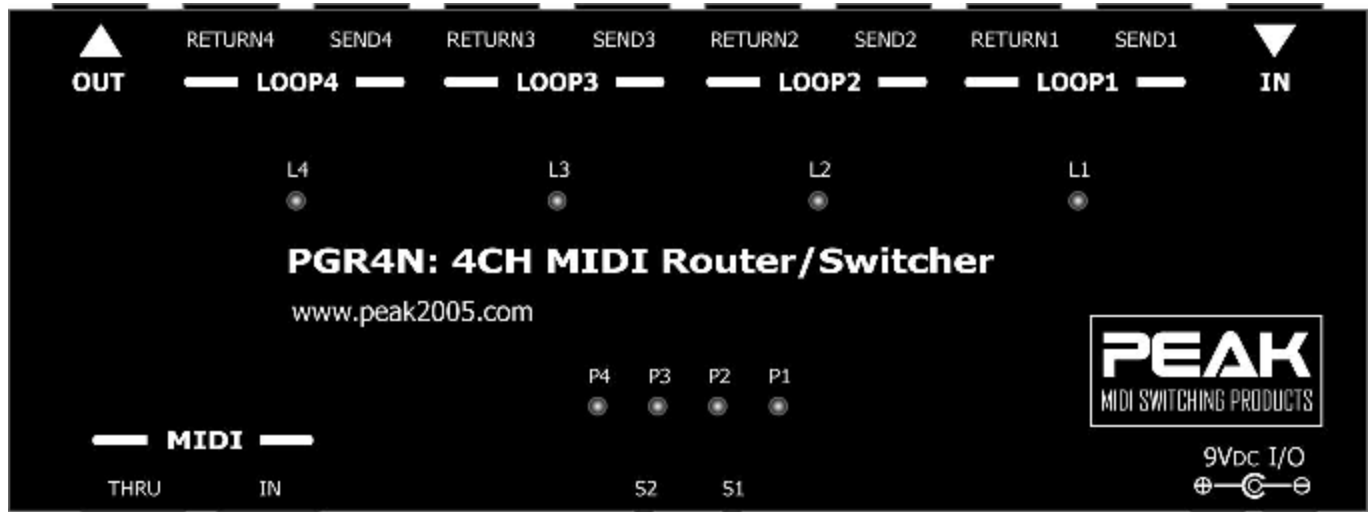 RETURN4 SEND4 RETURN3 SEND3 RETURN2 SEND2 RETURN1 SEND1
OUT LOOP4 LOOP3 LOOP2 LOOP1 IN
L4 L3 L2 L1
PGR4N: 4CH MIDI Router/Switcher
www.peak2005.com
PEAK
MIDI SWITCHING PRODUCTS
P4 P3 P2 P1
MIDI
9VDC I/O
THRU IN S2 S1